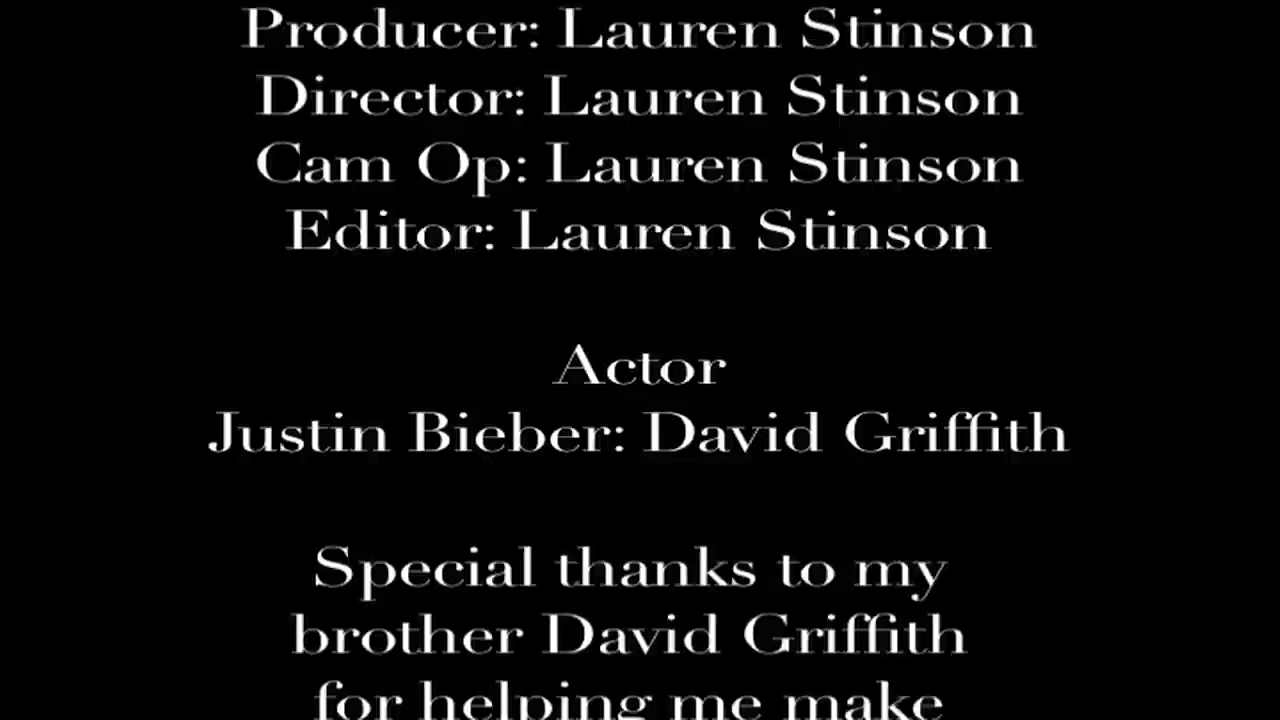 Producer: Lauren Stinson
Director: Lauren Stinson
Cam Op: Lauren Stinson
Editor: Lauren Stinson
Actor
Justin Bieber: David Griffith
Special thanks to my
brother David Griffith
for helping me make